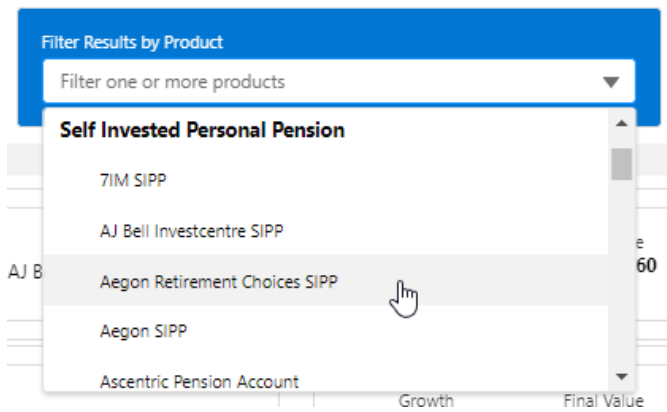 Filter Results by Product
Filter one or more products
Self Invested Personal Pension
7IM SIPP
AJ Bell Investcentre SIPP
Aegon Retirement Choices SIPP
Aegon SIPP
Ascentric Pension Account
AJ B
e
60
Growth
Final Value